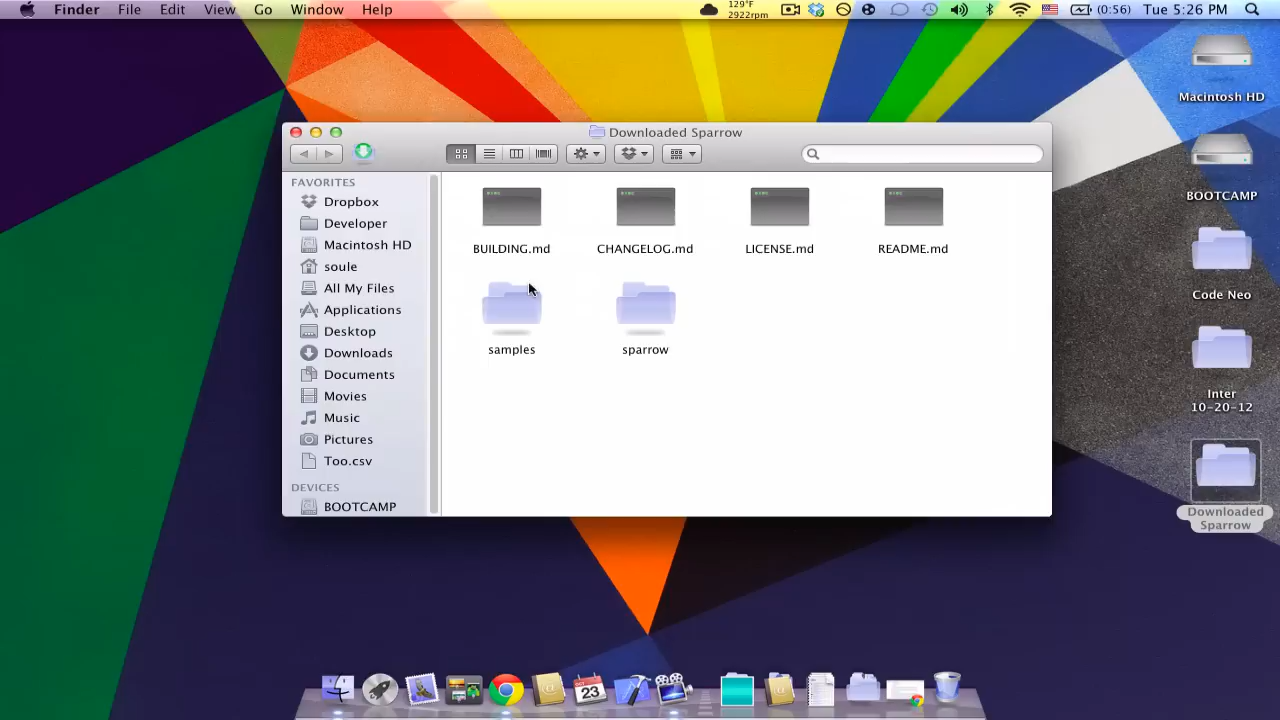 Finder File Edit View Go Window Help
129°F
2922rpm
(0:56) Tue 5:26 PM
Downloaded Sparrow
FAVORITES
Dropbox
Developer
Macintosh HD
soule
All My Files
Applications
Desktop
Downloads
Documents
Movies
Music
Pictures
Too.csv
DEVICES
BOOTCAMP
BUILDING.md CHANGELOG.md LICENSE.md README.md
samples sparrow
Macintosh HD
BOOTCAMP
Code Neo
Inter
10-20-12
Downloaded
Sparrow
OCT
23